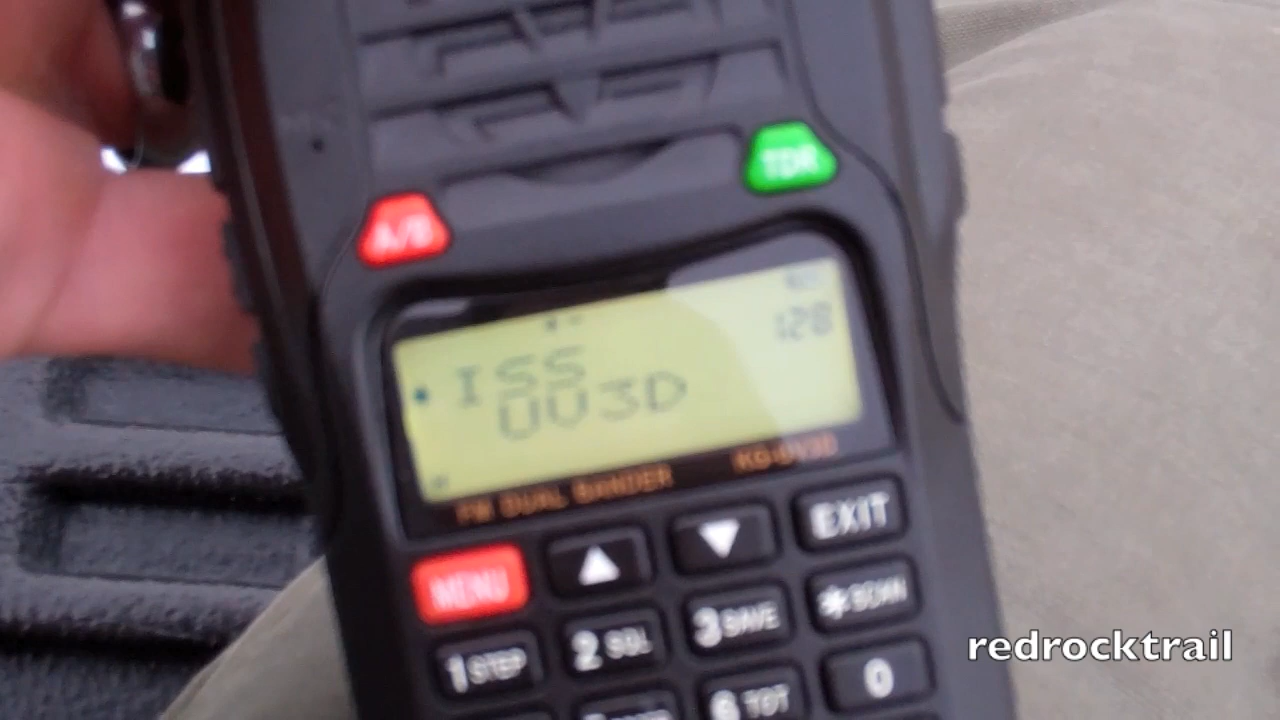 TDR
A/B
128
ISS
UV3D
FM DUAL BANDER KG-UV3D
MENU ▲ ▼ EXIT
1 STEP 2 SQL 3 SAVE * SCAN
6 TOT 0
redrocktrail